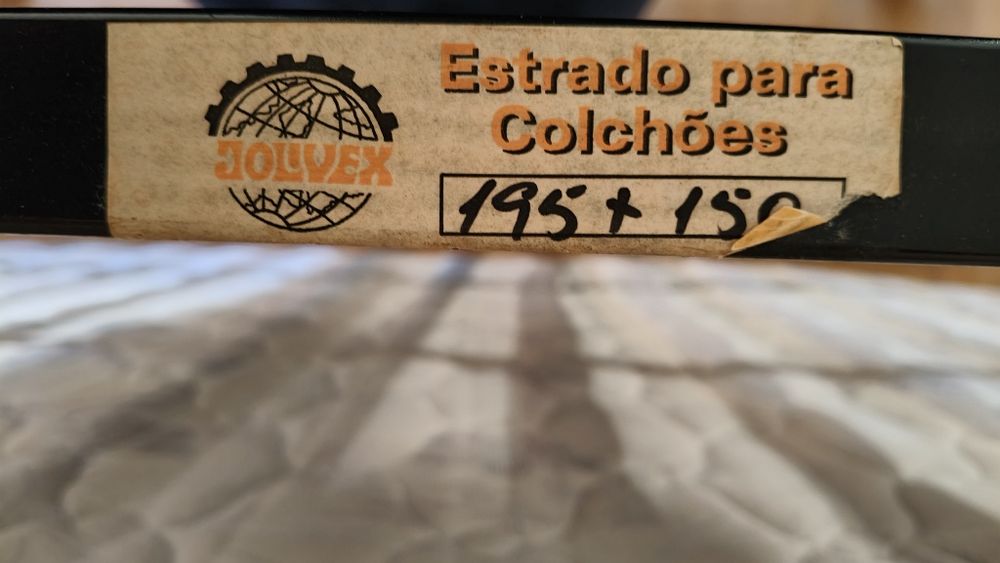 JOLIVEX
Estrado para
Colchões
195 + 150